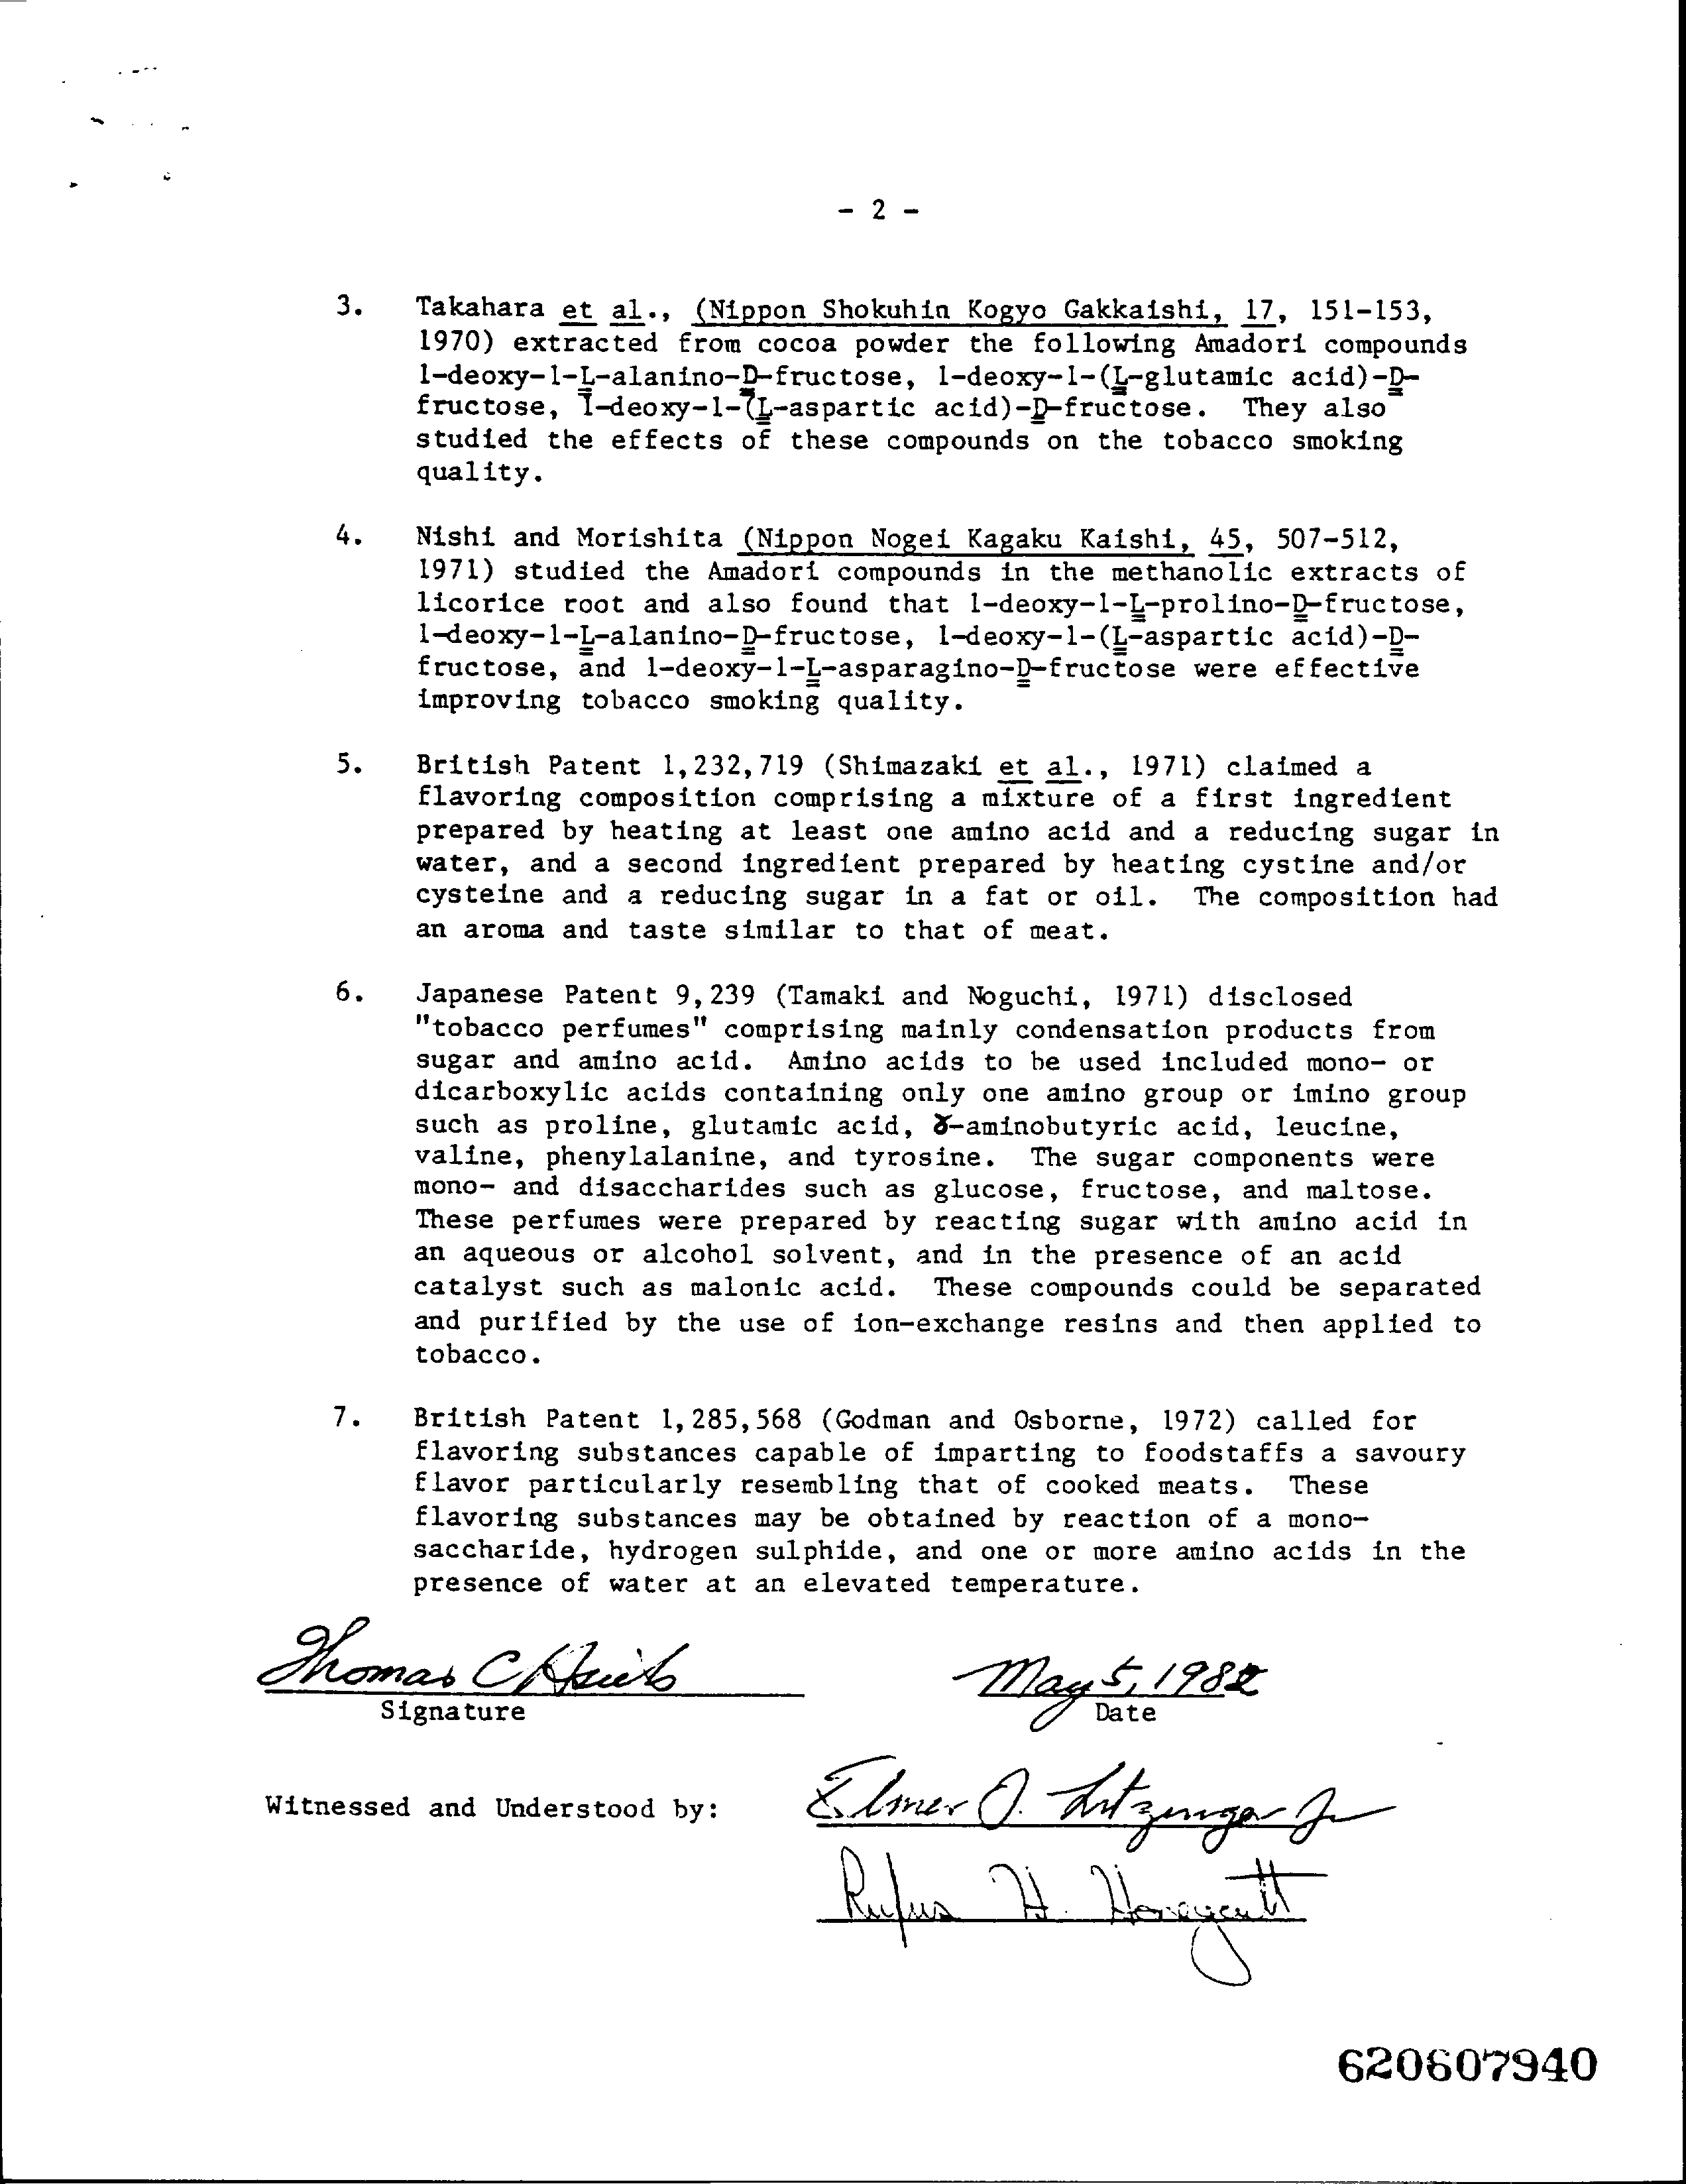 - 2 -
3. Takahara et al., (Nippon Shokuhin Kogyo Gakkaishi, 17, 151-153,
1970) extracted from cocoa powder the following Amadori compounds
1-deoxy-1-L-alanino-D-fructose, 1-deoxy-1-(L-glutamic acid)-D-
fructose, 1-deoxy-1-(L-aspartic acid)-D-fructose. They also
studied the effects of these compounds on the tobacco smoking
quality.
4. Nishi and Morishita (Nippon Nogei Kagaku Kaishi, 45, 507-512,
1971) studied the Amadori compounds in the methanolic extracts of
licorice root and also found that 1-deoxy-1-L-prolino-D-fructose,
1-deoxy-1-L-alanino-D-fructose, 1-deoxy-1-(L-aspartic acid)-D-
fructose, and 1-deoxy-1-L-asparagino-D-fructose were effective
improving tobacco smoking quality.
5. British Patent 1,232,719 (Shimazaki et al., 1971) claimed a
flavoring composition comprising a mixture of a first ingredient
prepared by heating at least one amino acid and a reducing sugar in
water, and a second ingredient prepared by heating cystine and/or
cysteine and a reducing sugar in a fat or oil. The composition had
an aroma and taste similar to that of meat.
6. Japanese Patent 9,239 (Tamaki and Noguchi, 1971) disclosed
"tobacco perfumes" comprising mainly condensation products from
sugar and amino acid. Amino acids to be used included mono- or
dicarboxylic acids containing only one amino group or imino group
such as proline, glutamic acid, γ-aminobutyric acid, leucine,
valine, phenylalanine, and tyrosine. The sugar components were
mono- and disaccharides such as glucose, fructose, and maltose.
These perfumes were prepared by reacting sugar with amino acid in
an aqueous or alcohol solvent, and in the presence of an acid
catalyst such as malonic acid. These compounds could be separated
and purified by the use of ion-exchange resins and then applied to
tobacco.
7. British Patent 1,285,568 (Godman and Osborne, 1972) called for
flavoring substances capable of imparting to foodstaffs a savoury
flavor particularly resembling that of cooked meats. These
flavoring substances may be obtained by reaction of a mono-
saccharide, hydrogen sulphide, and one or more amino acids in the
presence of water at an elevated temperature.
Thomas C May 5, 1982
Signature Date
Witnessed and Understood by: Elmer J. Litzinger Jr
Rufus H. Honeycutt
620607940